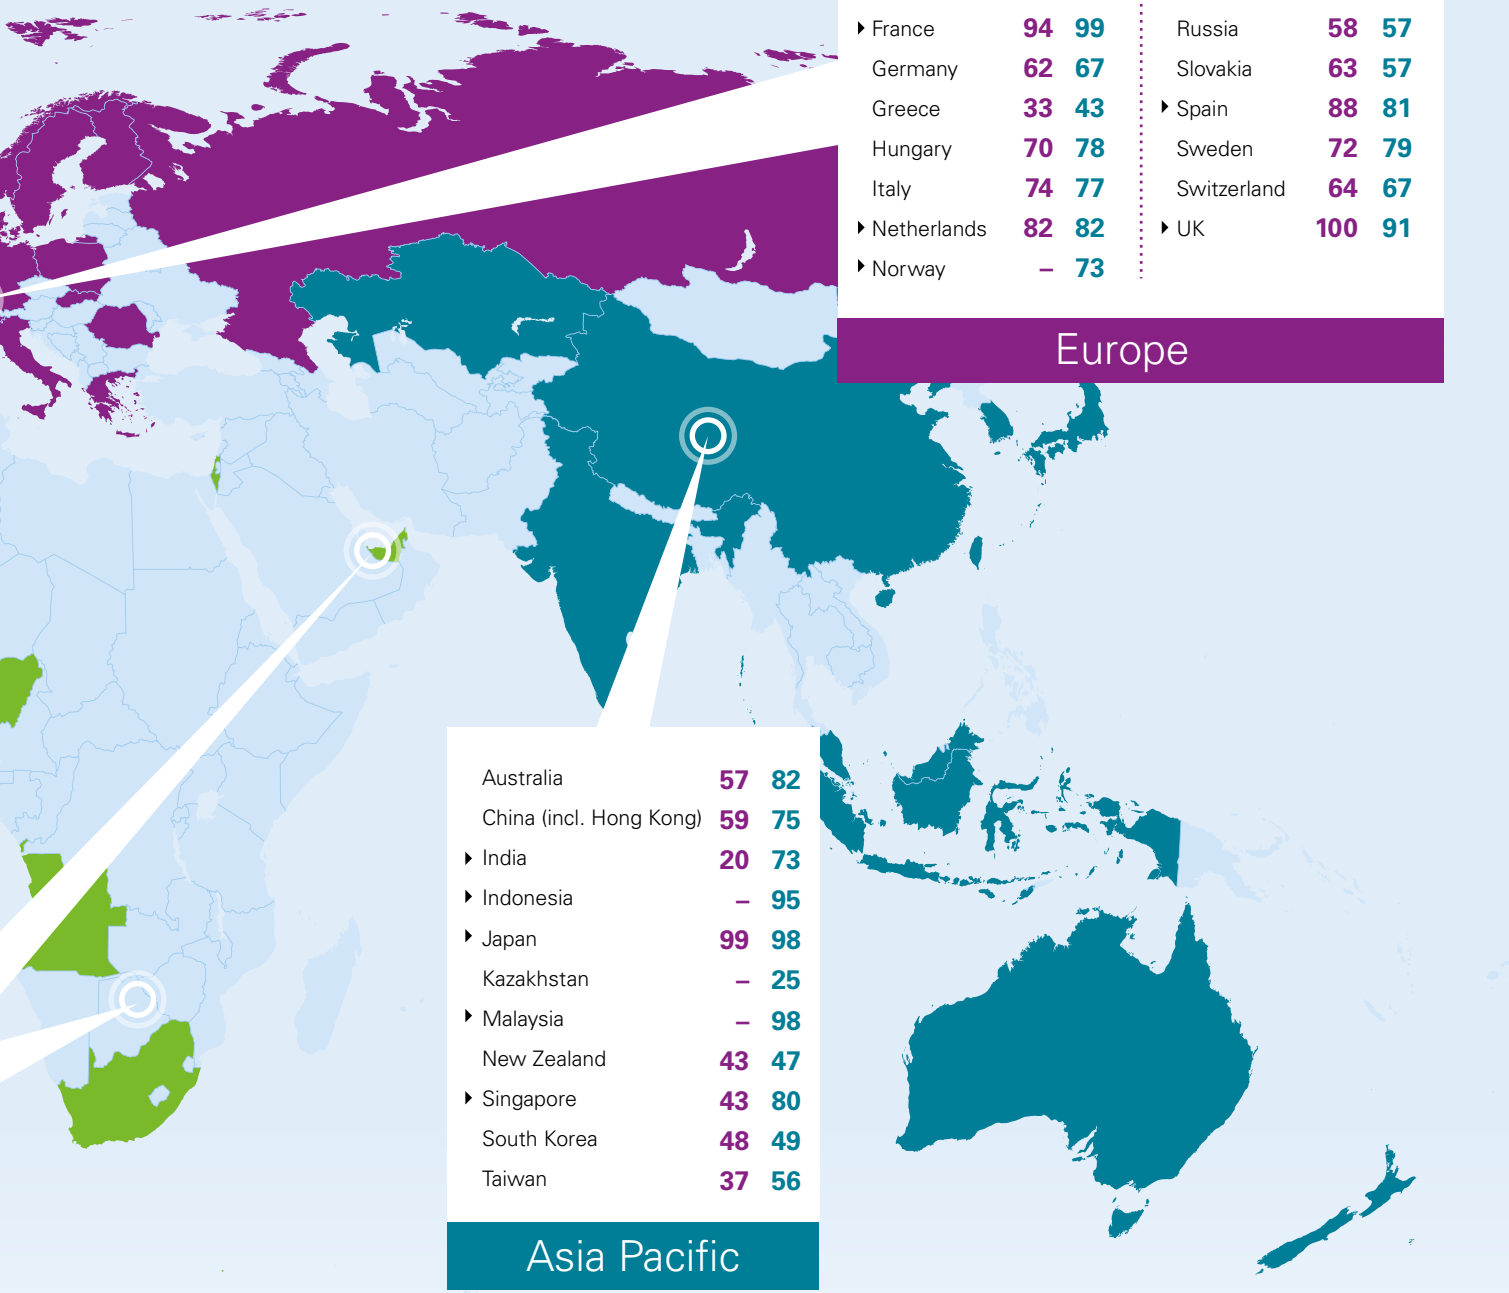 France 94 99
Germany 62 67
Greece 33 43
Hungary 70 78
Italy 74 77
Netherlands 82 82
Norway – 73
Russia 58 57
Slovakia 63 57
Spain 88 81
Sweden 72 79
Switzerland 64 67
UK 100 91
Europe
Australia 57 82
China (incl. Hong Kong) 59 75
India 20 73
Indonesia – 95
Japan 99 98
Kazakhstan – 25
Malaysia – 98
New Zealand 43 47
Singapore 43 80
South Korea 48 49
Taiwan 37 56
Asia Pacific